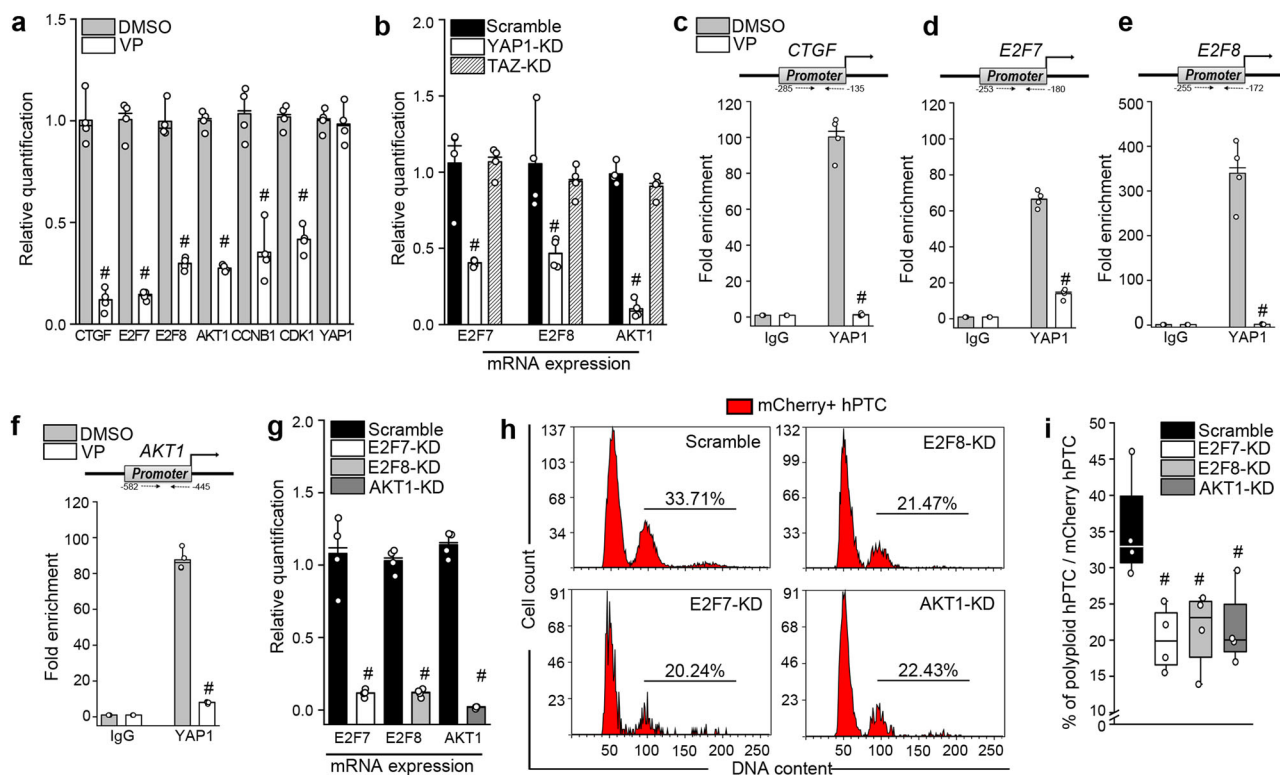 a
DMSO
VP
Relative quantification
1.5
1.0
0.5
0.0
#
#
#
#
#
#
CTGF E2F7 E2F8 AKT1 CCNB1 CDK1 YAP1
b
Scramble
YAP1-KD
TAZ-KD
Relative quantification
2.0
1.5
1.0
0.5
0.0
#
#
#
E2F7 E2F8 AKT1
mRNA expression
c
DMSO
VP
CTGF
Promoter
-285 -135
Fold enrichment
120
100
80
60
40
20
0
#
IgG YAP1
d
E2F7
Promoter
-253 -180
Fold enrichment
120
100
80
60
40
20
0
#
IgG YAP1
e
E2F8
Promoter
-255 -172
Fold enrichment
500
400
300
200
100
0
#
IgG YAP1
f
DMSO
VP
AKT1
Promoter
-582 -445
Fold enrichment
120
100
80
60
40
20
0
#
IgG YAP1
g
Scramble
E2F7-KD
E2F8-KD
AKT1-KD
Relative quantification
2.0
1.5
1.0
0.5
0.0
#
#
#
E2F7 E2F8 AKT1
mRNA expression
h
mCherry+ hPTC
Cell count
137
103
68
34
Scramble
33.71%
132
99
66
33
E2F8-KD
21.47%
91
68
46
23
E2F7-KD
20.24%
91
68
46
23
AKT1-KD
22.43%
50 100 150 200 250
50 100 150 200 250
DNA content
i
Scramble
E2F7-KD
E2F8-KD
AKT1-KD
% of polyploid hPTC / mCherry hPTC
50
45
40
35
30
25
20
15
10
0
#
#
#